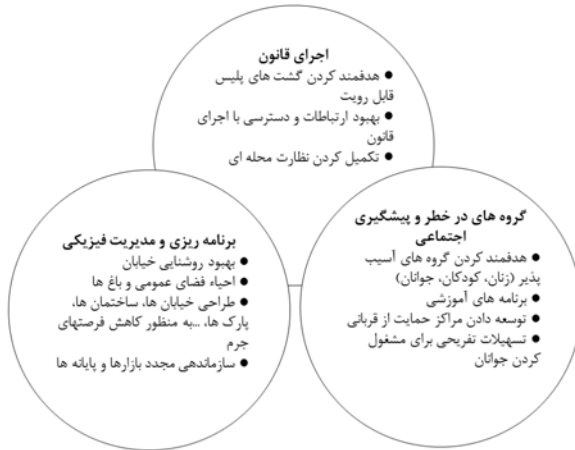 اجرای قانون
● هدفمند کردن گشت های پلیس
قابل رویت
● بهبود ارتباطات و دسترسی با اجرای
قانون
● تکمیل کردن نظارت محله ای
گروه های در خطر و پیشگیری
اجتماعی
● هدفمند کردن گروه های آسیب
پذیر (زنان، کودکان، جوانان)
● برنامه های آموزشی
● توسعه دادن مراکز حمایت از قربانی
● تسهیلات تفریحی برای مشغول
کردن جوانان
برنامه ریزی و مدیریت فیزیکی
● بهبود روشنایی خیابان
● احیاء فضای عمومی و باغ ها
● طراحی خیابان ها، ساختمان ها،
پارک ها، ...به منظور کاهش فرصتهای
جرم
● سازماندهی مجدد بازارها و پایانه ها